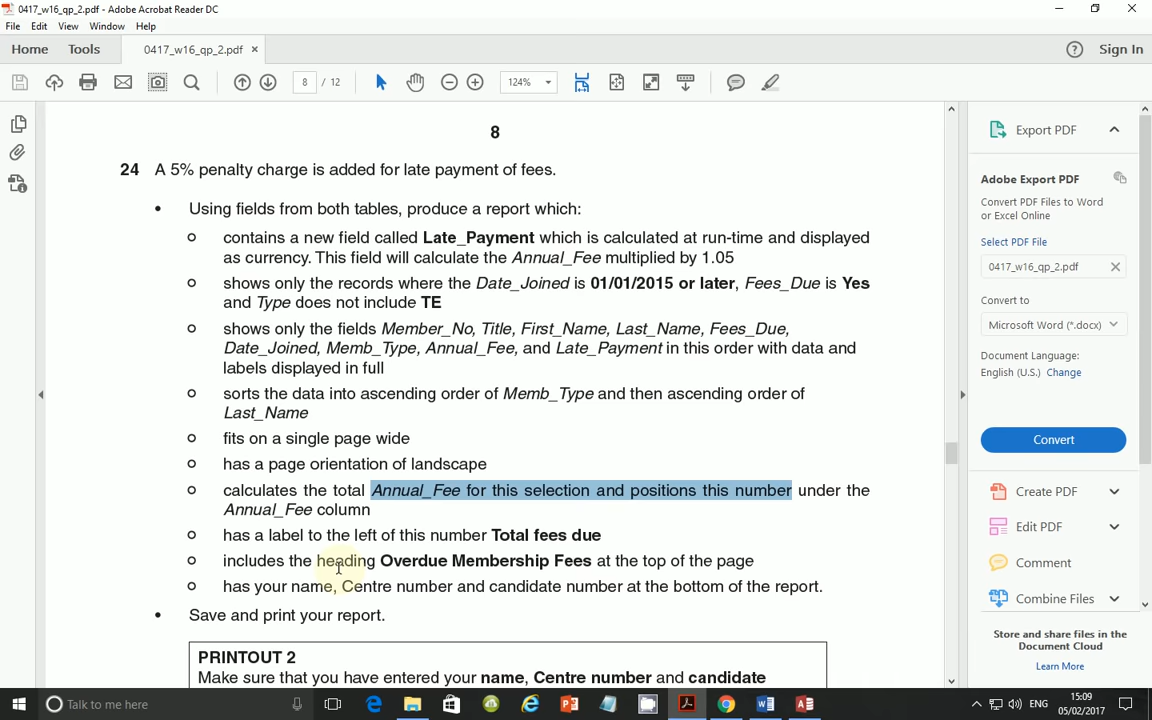 0417_w16_qp_2.pdf - Adobe Acrobat Reader DC
File Edit View Window Help
Home Tools 0417_w16_qp_2.pdf × Sign In
8 / 12 124%
8
24 A 5% penalty charge is added for late payment of fees.
• Using fields from both tables, produce a report which:
contains a new field called Late_Payment which is calculated at run-time and displayed
as currency. This field will calculate the Annual_Fee multiplied by 1.05
shows only the records where the Date_Joined is 01/01/2015 or later, Fees_Due is Yes
and Type does not include TE
shows only the fields Member_No, Title, First_Name, Last_Name, Fees_Due,
Date_Joined, Memb_Type, Annual_Fee, and Late_Payment in this order with data and
labels displayed in full
sorts the data into ascending order of Memb_Type and then ascending order of
Last_Name
fits on a single page wide
has a page orientation of landscape
calculates the total Annual_Fee for this selection and positions this number under the
Annual_Fee column
has a label to the left of this number Total fees due
includes the heading Overdue Membership Fees at the top of the page
has your name, Centre number and candidate number at the bottom of the report.
• Save and print your report.
PRINTOUT 2
Make sure that you have entered your name, Centre number and candidate
Export PDF
Adobe Export PDF
Convert PDF Files to Word
or Excel Online
Select PDF File
0417_w16_qp_2.pdf
Convert to
Microsoft Word (*.docx)
Document Language:
English (U.S.) Change
Convert
Create PDF
Edit PDF
Comment
Combine Files
Store and share files in the
Document Cloud
Learn More
Talk to me here
ENG
15:09
05/02/2017